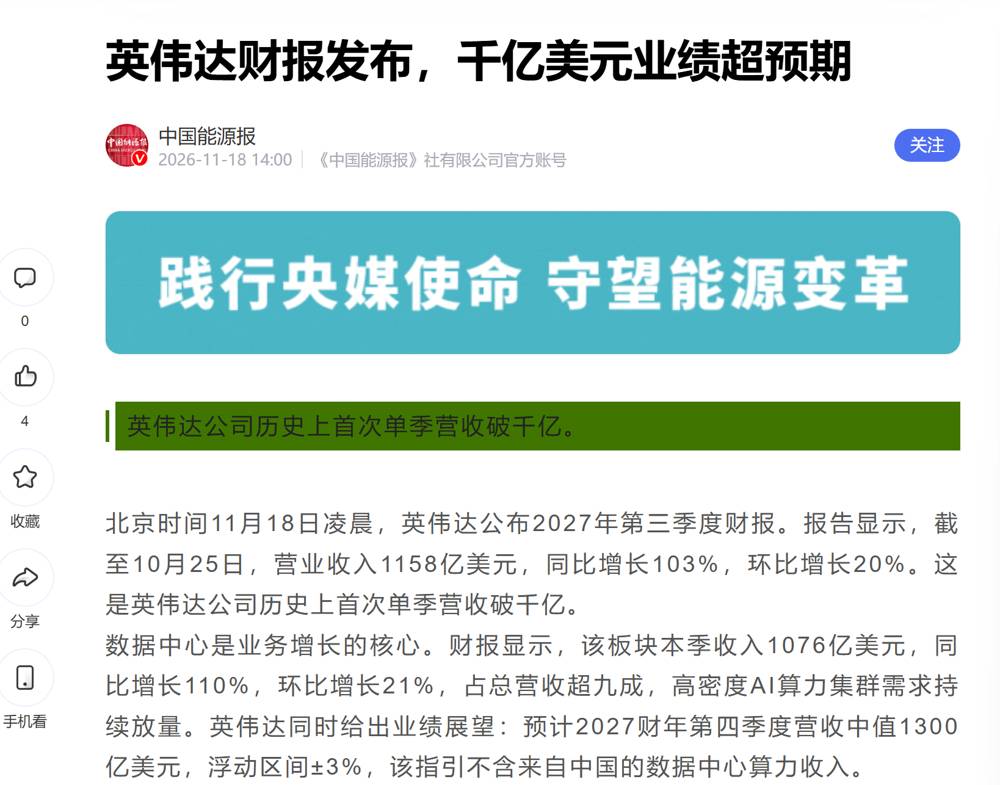 英伟达财报发布，千亿美元业绩超预期
中国能源报
2026-11-18 14:00
《中国能源报》社有限公司官方账号
关注
践行央媒使命 守望能源变革
0
4
收藏
分享
手机看
英伟达公司历史上首次单季营收破千亿。
北京时间11月18日凌晨，英伟达公布2027年第三季度财报。报告显示，截
至10月25日，营业收入1158亿美元，同比增长103%，环比增长20%。这
是英伟达公司历史上首次单季营收破千亿。
数据中心是业务增长的核心。财报显示，该板块本季收入1076亿美元，同
比增长110%，环比增长21%，占总营收超九成，高密度AI算力集群需求持
续放量。英伟达同时给出业绩展望：预计2027财年第四季度营收中值1300
亿美元，浮动区间±3%，该指引不含来自中国的数据中心算力收入。